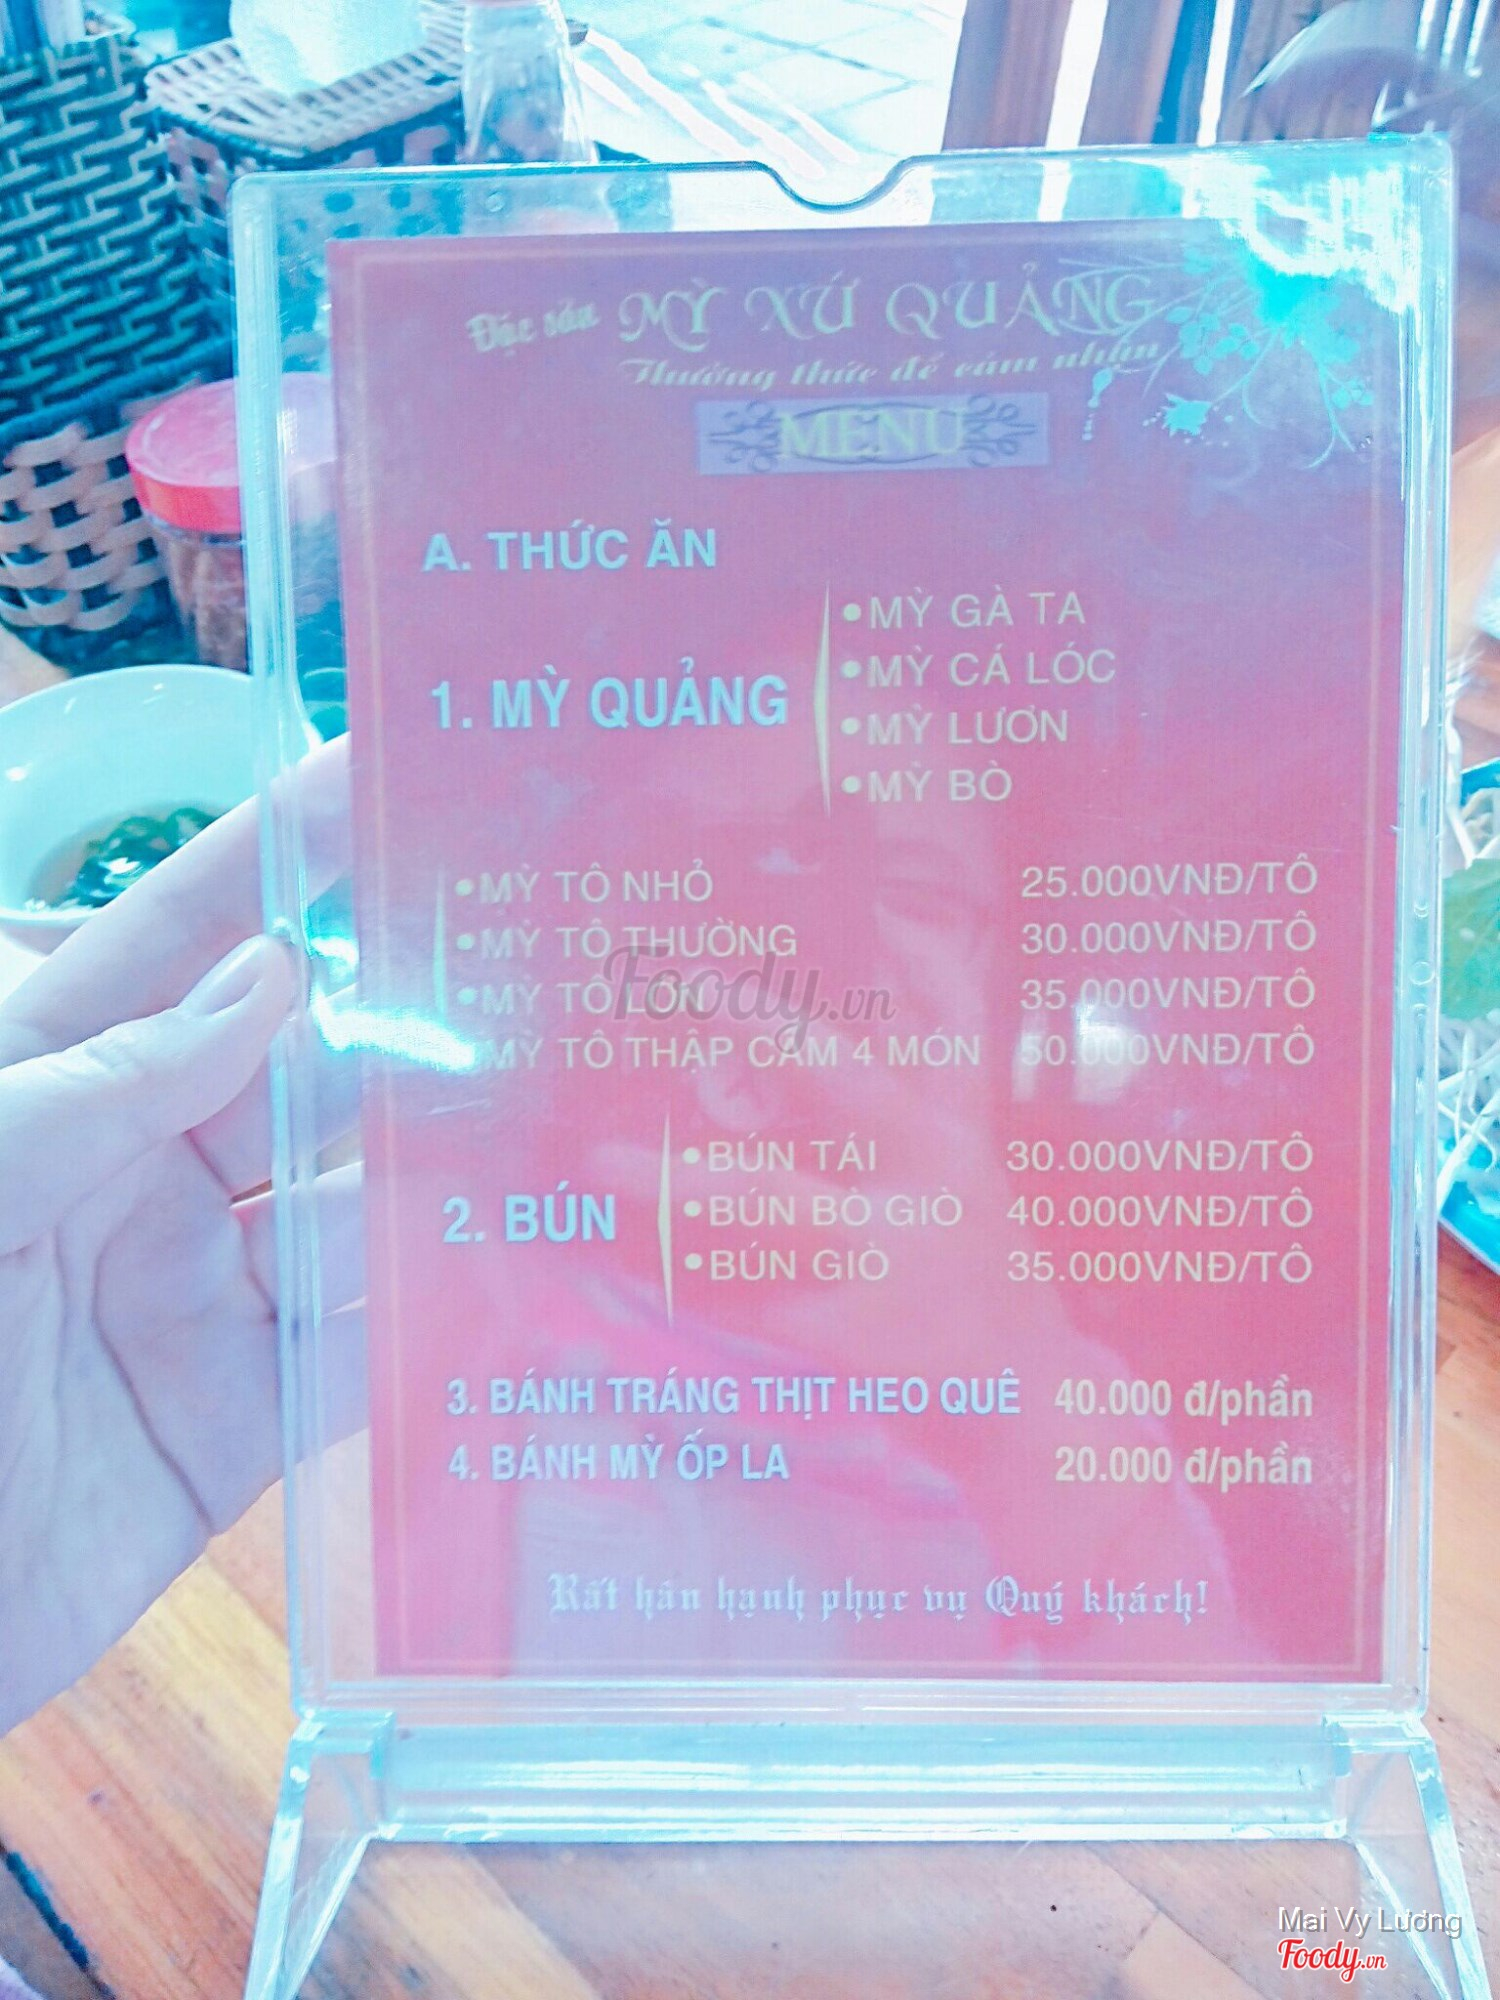 Đặc sản MỲ XỨ QUẢNG
Thưởng thức để cảm nhận
MENU
A. THỨC ĂN
1. MỲ QUẢNG
• MỲ GÀ TA
• MỲ CÁ LÓC
• MỲ LƯƠN
• MỲ BÒ
• MỲ TÔ NHỎ 25.000VNĐ/TÔ
• MỲ TÔ THƯỜNG 30.000VNĐ/TÔ
• MỲ TÔ LỚN 35.000VNĐ/TÔ
MỲ TÔ THẬP CẨM 4 MÓN 50.000VNĐ/TÔ
2. BÚN
• BÚN TÁI 30.000VNĐ/TÔ
• BÚN BÒ GIÒ 40.000VNĐ/TÔ
• BÚN GIÒ 35.000VNĐ/TÔ
3. BÁNH TRÁNG THỊT HEO QUÊ 40.000 đ/phần
4. BÁNH MỲ ỐP LA 20.000 đ/phần
Rất hân hạnh phục vụ Quý khách!
Foody.vn
Mai Vy Lương
Foody.vn